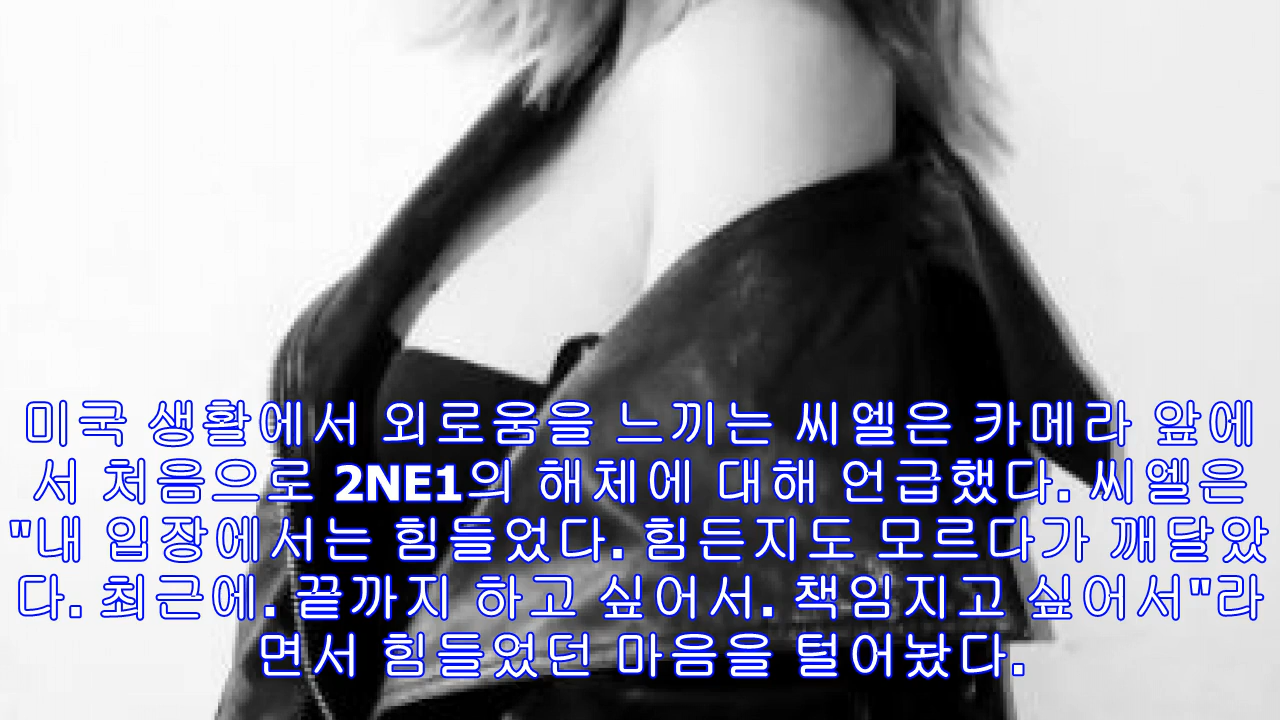 미국 생활에서 외로움을 느끼는 씨엘은 카메라 앞에
서 처음으로 2NE1의 해체에 대해 언급했다. 씨엘은
"내 입장에서는 힘들었다. 힘든지도 모르다가 깨달았
다. 최근에. 끝까지 하고 싶어서. 책임지고 싶어서"라
면서 힘들었던 마음을 털어놨다.